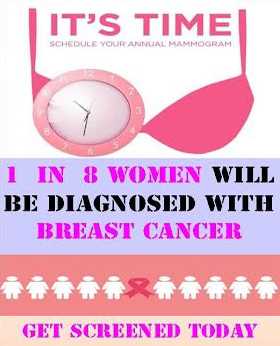 IT'S TIME
SCHEDULE YOUR ANNUAL MAMMOGRAM
1 IN 8 WOMEN WILL
BE DIAGNOSED WITH
BREAST CANCER
GET SCREENED TODAY